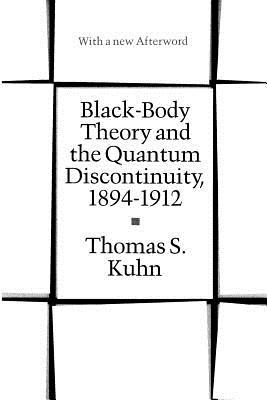 With a new Afterword
Black-Body
Theory and
the Quantum
Discontinuity,
1894-1912
Thomas S.
Kuhn